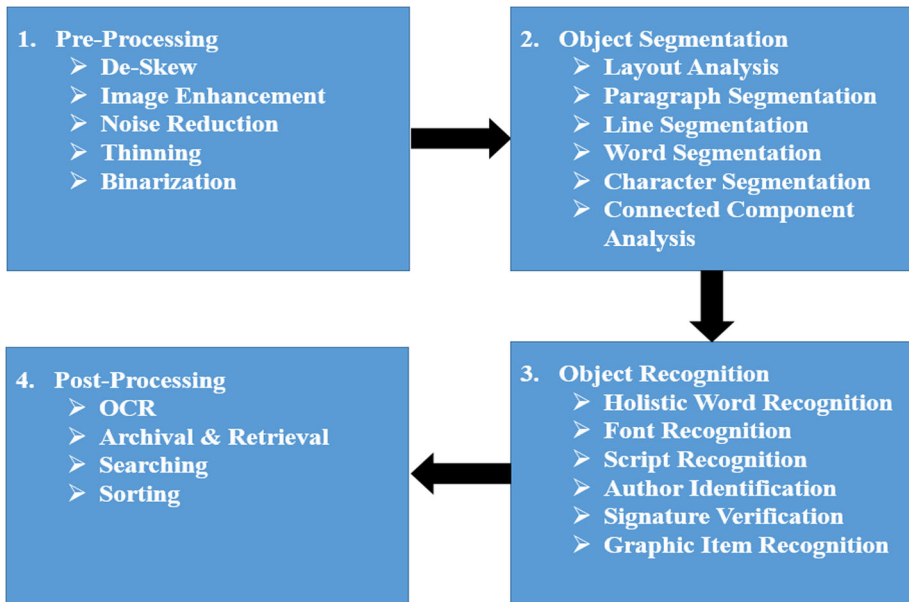 1. Pre-Processing
➢ De-Skew
➢ Image Enhancement
➢ Noise Reduction
➢ Thinning
➢ Binarization
2. Object Segmentation
➢ Layout Analysis
➢ Paragraph Segmentation
➢ Line Segmentation
➢ Word Segmentation
➢ Character Segmentation
➢ Connected Component
Analysis
3. Object Recognition
➢ Holistic Word Recognition
➢ Font Recognition
➢ Script Recognition
➢ Author Identification
➢ Signature Verification
➢ Graphic Item Recognition
4. Post-Processing
➢ OCR
➢ Archival & Retrieval
➢ Searching
➢ Sorting